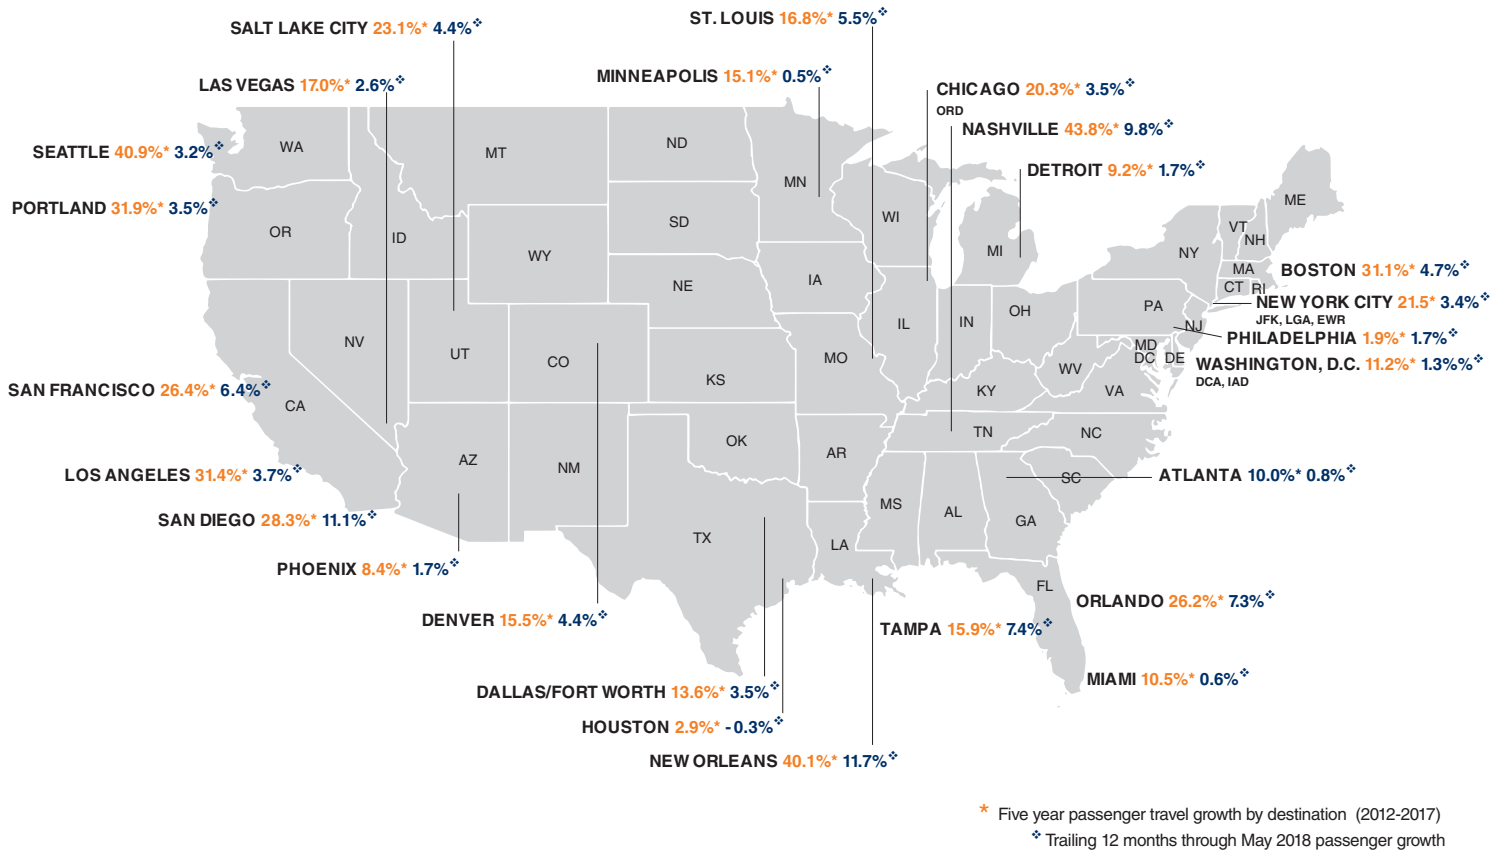 ST. LOUIS 16.8%* 5.5%❖
SALT LAKE CITY 23.1%* 4.4%❖
MINNEAPOLIS 15.1%* 0.5%❖
LAS VEGAS 17.0%* 2.6%❖
CHICAGO 20.3%* 3.5%❖
ORD
NASHVILLE 43.8%* 9.8%❖
SEATTLE 40.9%* 3.2%❖
DETROIT 9.2%* 1.7%❖
PORTLAND 31.9%* 3.5%❖
WA
MT
ND
MN
OR
ID
WY
SD
WI
MI
NY
VT
NH
ME
MA
CT
RI
BOSTON 31.1%* 4.7%❖
NEW YORK CITY 21.5* 3.4%❖
JFK, LGA, EWR
PHILADELPHIA 1.9%* 1.7%❖
WASHINGTON, D.C. 11.2%* 1.3%%❖
DCA, IAD
NV
UT
CO
NE
IA
IL
IN
OH
PA
NJ
MD
DC
DE
WV
VA
KS
MO
KY
SAN FRANCISCO 26.4%* 6.4%❖
CA
AZ
NM
OK
AR
TN
NC
SC
LOS ANGELES 31.4%* 3.7%❖
ATLANTA 10.0%* 0.8%❖
SAN DIEGO 28.3%* 11.1%❖
TX
LA
MS
AL
GA
FL
PHOENIX 8.4%* 1.7%❖
ORLANDO 26.2%* 7.3%❖
DENVER 15.5%* 4.4%❖
TAMPA 15.9%* 7.4%❖
MIAMI 10.5%* 0.6%❖
DALLAS/FORT WORTH 13.6%* 3.5%❖
HOUSTON 2.9%* -0.3%❖
NEW ORLEANS 40.1%* 11.7%❖
* Five year passenger travel growth by destination (2012-2017)
❖ Trailing 12 months through May 2018 passenger growth